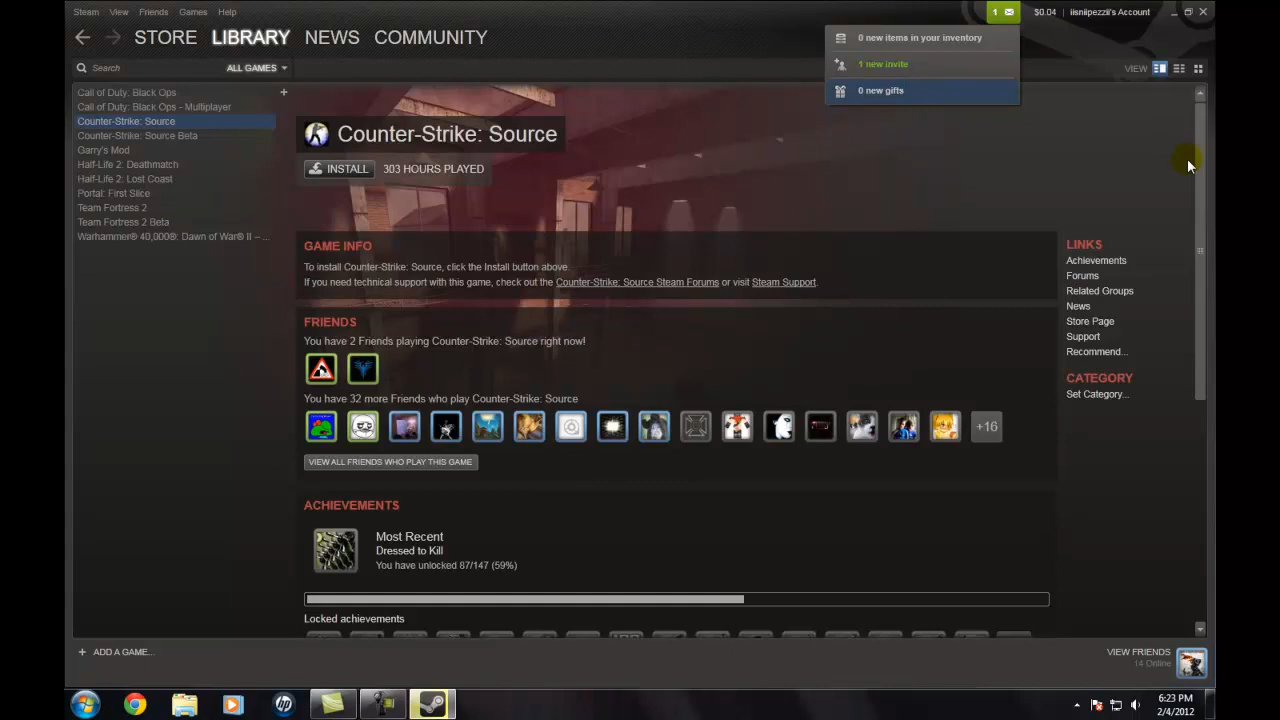 Steam View Friends Games Help
1 $0.04 iisniipezzii's Account
STORE LIBRARY NEWS COMMUNITY
0 new items in your inventory
1 new invite
0 new gifts
Search ALL GAMES
VIEW
Call of Duty: Black Ops
Call of Duty: Black Ops - Multiplayer
Counter-Strike: Source
Counter-Strike: Source Beta
Garry's Mod
Half-Life 2: Deathmatch
Half-Life 2: Lost Coast
Portal: First Slice
Team Fortress 2
Team Fortress 2 Beta
Warhammer® 40,000®: Dawn of War® II – ...
Counter-Strike: Source
INSTALL 303 HOURS PLAYED
GAME INFO
To install Counter-Strike: Source, click the Install button above.
If you need technical support with this game, check out the Counter-Strike: Source Steam Forums or visit Steam Support.
FRIENDS
You have 2 Friends playing Counter-Strike: Source right now!
You have 32 more Friends who play Counter-Strike: Source
+16
VIEW ALL FRIENDS WHO PLAY THIS GAME
ACHIEVEMENTS
Most Recent
Dressed to Kill
You have unlocked 87/147 (59%)
Locked achievements
LINKS
Achievements
Forums
Related Groups
News
Store Page
Support
Recommend...
CATEGORY
Set Category...
+ ADD A GAME...
VIEW FRIENDS
14 Online
6:23 PM
2/4/2012